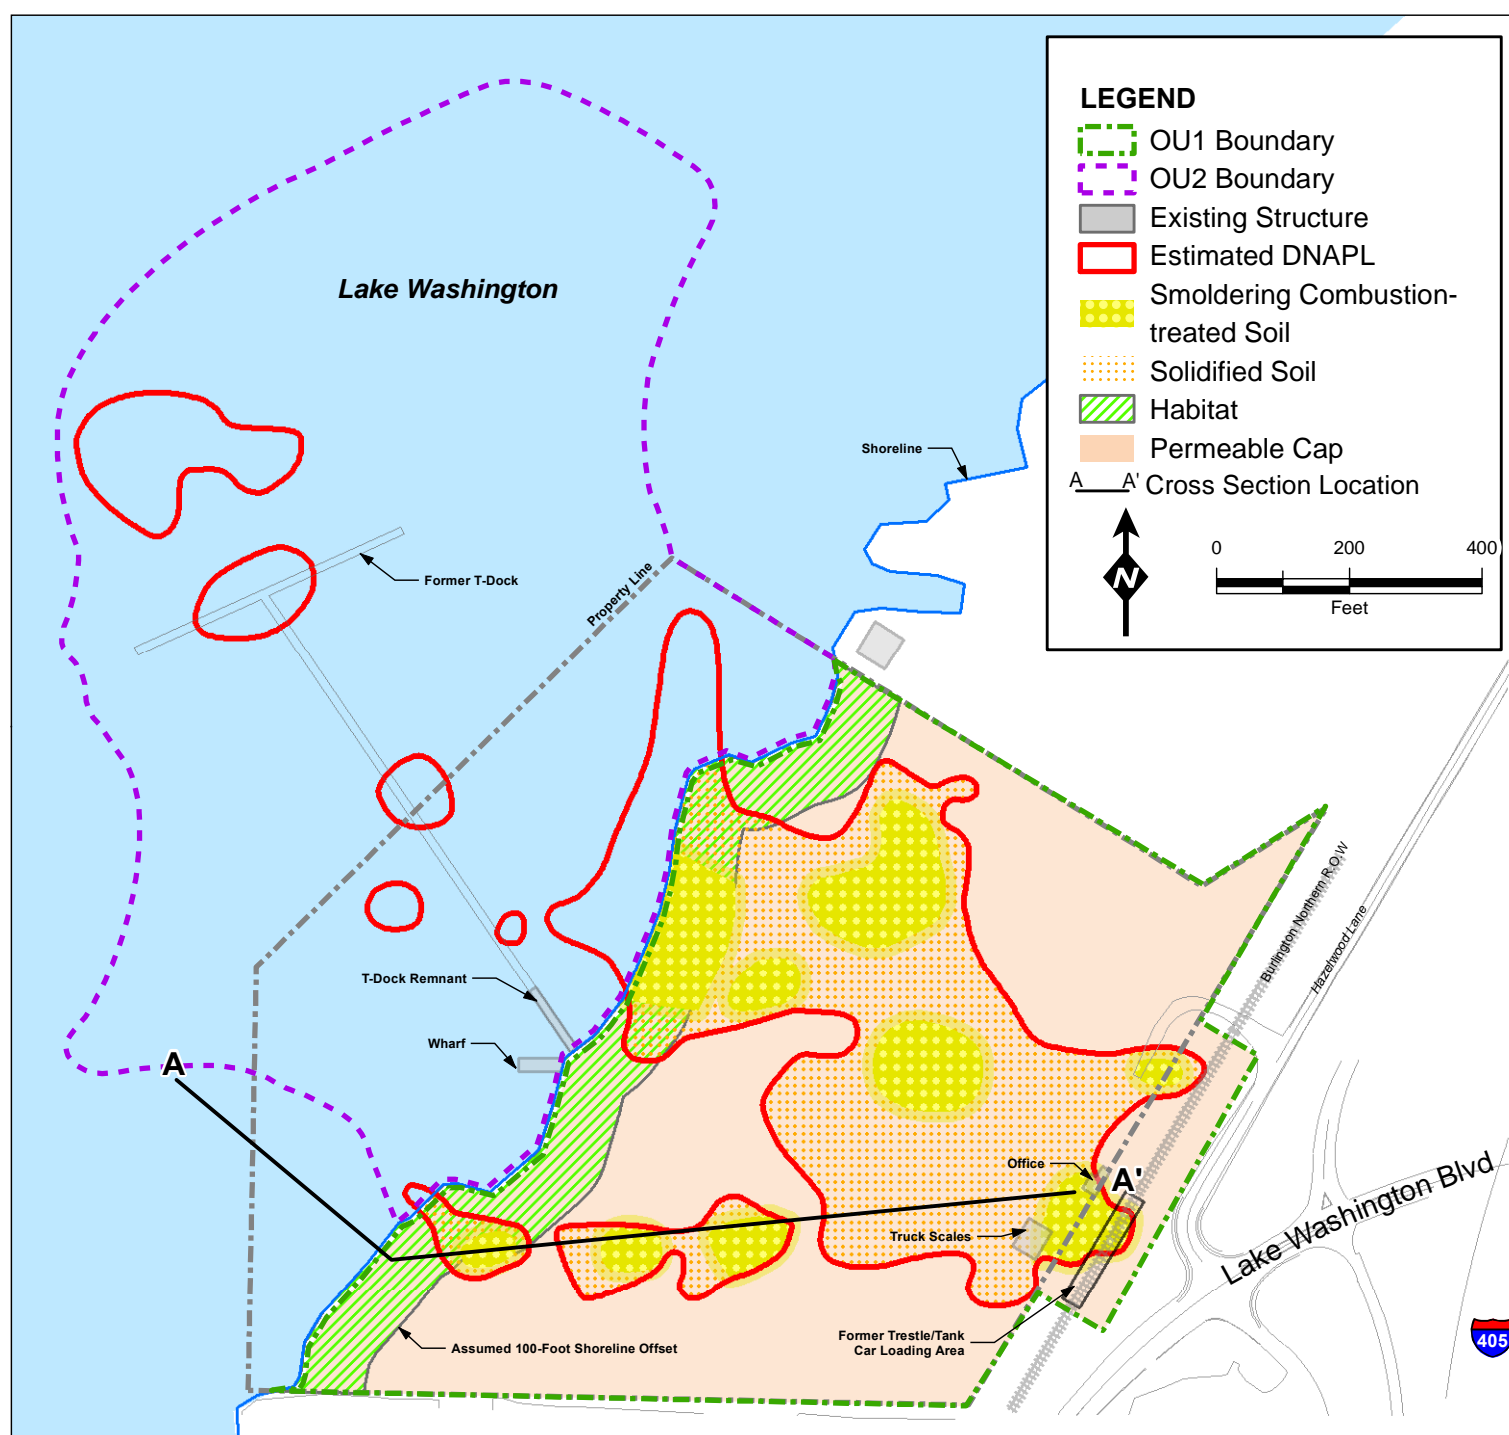 LEGEND
OU1 Boundary
OU2 Boundary
Existing Structure
Estimated DNAPL
Smoldering Combustion-
treated Soil
Solidified Soil
Habitat
Permeable Cap
A A' Cross Section Location
N
0 200 400
Feet
Lake Washington
Shoreline
Former T-Dock
Property Line
Burlington Northern R.O.W
Hazelwood Lane
T-Dock Remnant
Wharf
A
Office
A'
Truck Scales
Lake Washington Blvd
Former Trestle/Tank
Car Loading Area
Assumed 100-Foot Shoreline Offset
405